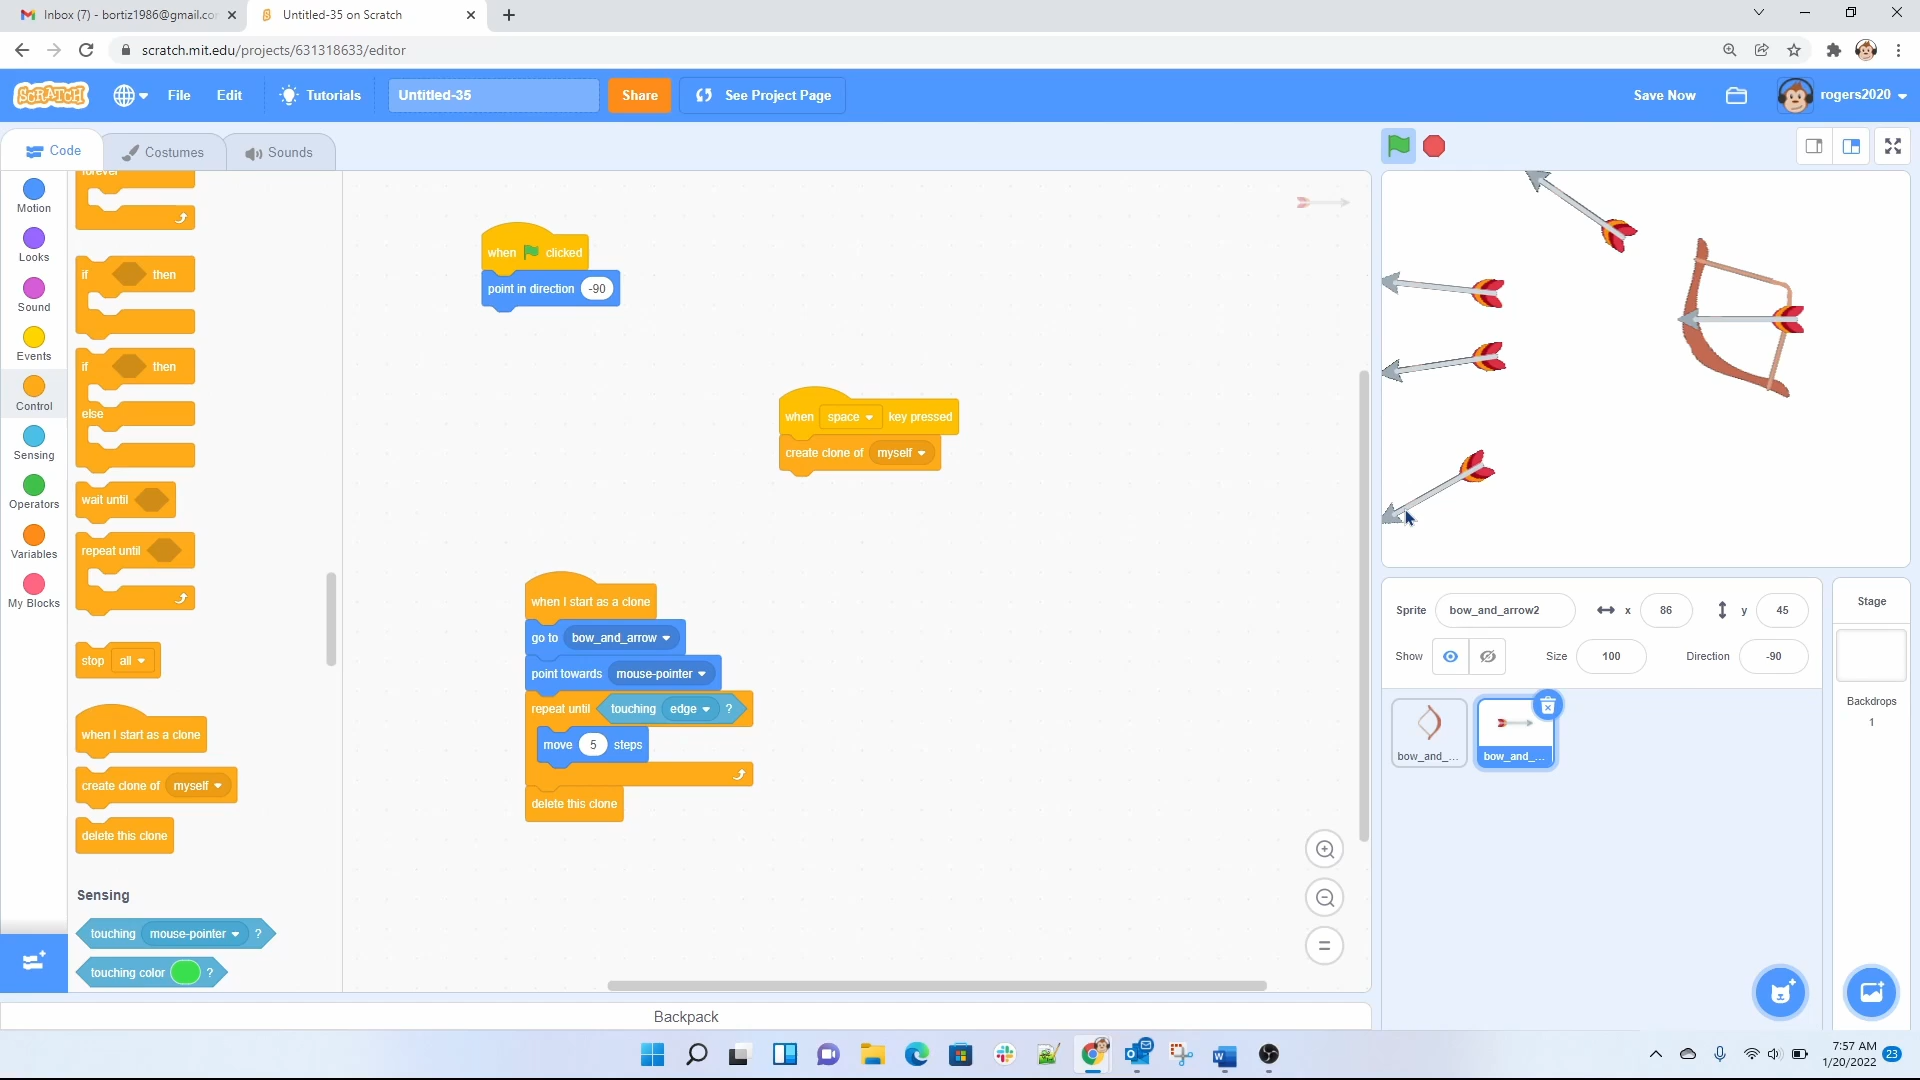 Inbox (7) - bortiz1986@gmail.co
Untitled-35 on Scratch
scratch.mit.edu/projects/631318633/editor
SCRATCH
File
Edit
Tutorials
Untitled-35
Share
See Project Page
Save Now
rogers2020
Code
Costumes
Sounds
Motion
Looks
Sound
Events
Control
Sensing
Operators
Variables
My Blocks
forever
if then
if then
else
wait until
repeat until
stop all
when I start as a clone
create clone of myself
delete this clone
Sensing
touching mouse-pointer ?
touching color ?
when clicked
point in direction -90
when space key pressed
create clone of myself
when I start as a clone
go to bow_and_arrow
point towards mouse-pointer
repeat until touching edge ?
move 5 steps
delete this clone
Backpack
Sprite bow_and_arrow2 x 86 y 45
Show Size 100 Direction -90
bow_and_...
bow_and_...
Stage
Backdrops
1
7:57 AM
1/20/2022
23